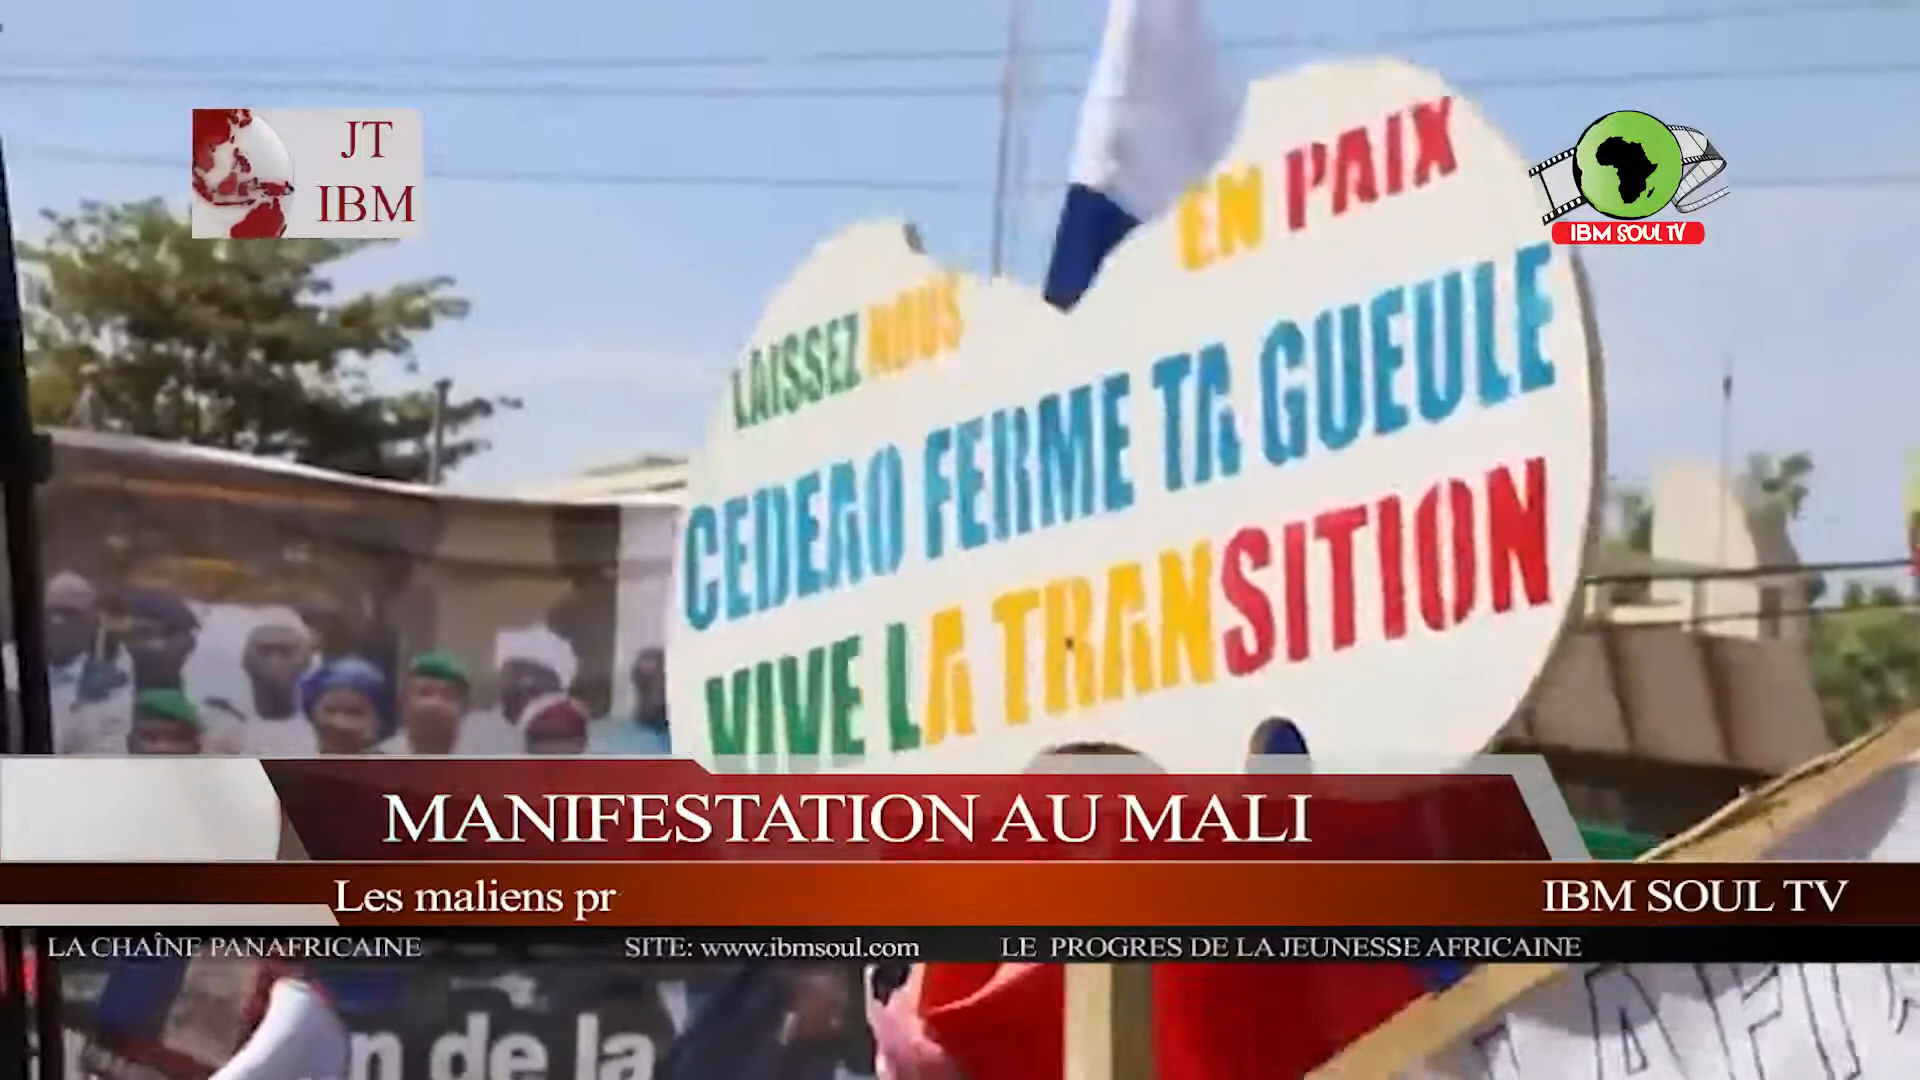 JT
IBM
IBM SOUL TV
LAISSEZ NOUS EN PAIX
CEDEAO FERME TA GUEULE
VIVE LA TRANSITION
MANIFESTATION AU MALI
Les maliens pr
IBM SOUL TV
LA CHAÎNE PANAFRICAINE
SITE: www.ibmsoul.com
LE PROGRES DE LA JEUNESSE AFRICAINE
n de la